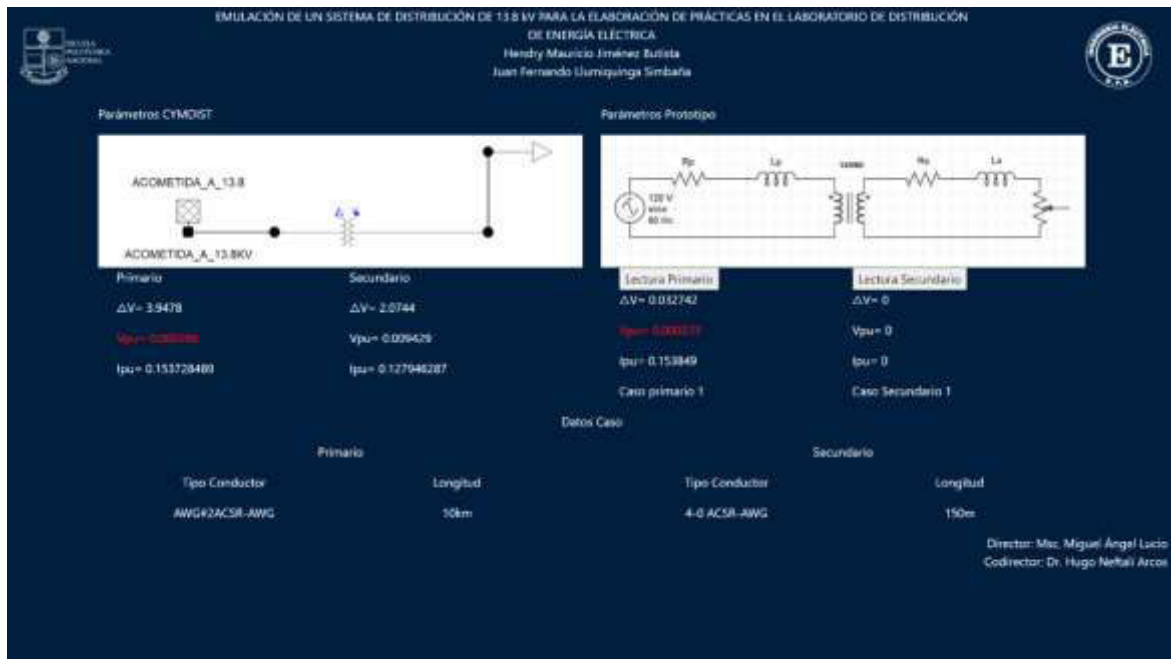 EMULACIÓN DE UN SISTEMA DE DISTRIBUCIÓN DE 13.8 kV PARA LA ELABORACIÓN DE PRÁCTICAS EN EL LABORATORIO DE DISTRIBUCIÓN
DE ENERGÍA ELÉCTRICA
Hendry Mauricio Jiménez Butista
Juan Fernando Llumiquinga Simbaña
ESCUELA
POLITÉCNICA
NACIONAL
E
Parámetros CYMDIST
Parámetros Prototipo
ACOMETIDA_A_13.8
ACOMETIDA_A_13.8KV
Rp
Lp
Rs
Ls
120 V
60 Hz
Primario
Secundario
Lectura Primario
Lectura Secundario
△V= 3.9478
△V= 2.0744
△V= 0.032742
△V= 0
Vpu=
Vpu= 0.009429
Vpu=
Vpu= 0
Ipu= 0.153728489
Ipu= 0.127946287
Ipu= 0.153849
Ipu= 0
Caso primario 1
Caso Secundario 1
Datos Caso
Primario
Secundario
Tipo Conductor
Longitud
Tipo Conductor
Longitud
AWG#2ACSR-AWG
10km
4-0 ACSR-AWG
150m
Director: Msc. Miguel Ángel Lucio
Codirector: Dr. Hugo Neftalí Arcos